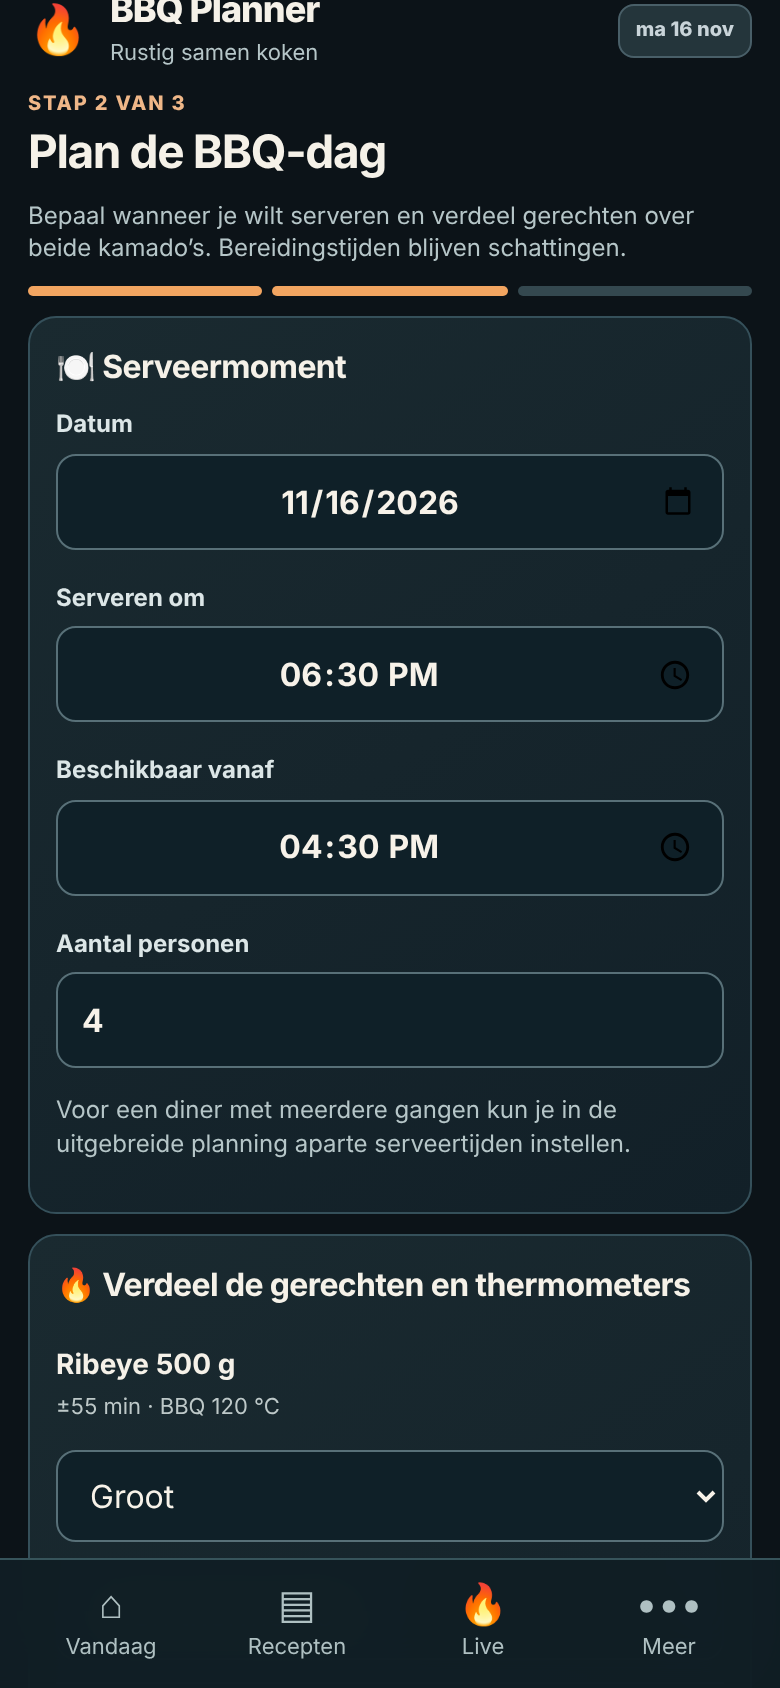 BBQ Planner
Rustig samen koken
ma 16 nov
STAP 2 VAN 3
Plan de BBQ-dag
Bepaal wanneer je wilt serveren en verdeel gerechten over
beide kamado’s. Bereidingstijden blijven schattingen.
Serveermoment
Datum
11/16/2026
Serveren om
06:30 PM
Beschikbaar vanaf
04:30 PM
Aantal personen
4
Voor een diner met meerdere gangen kun je in de
uitgebreide planning aparte serveertijden instellen.
Verdeel de gerechten en thermometers
Ribeye 500 g
±55 min · BBQ 120 °C
Groot
Vandaag
Recepten
Live
Meer